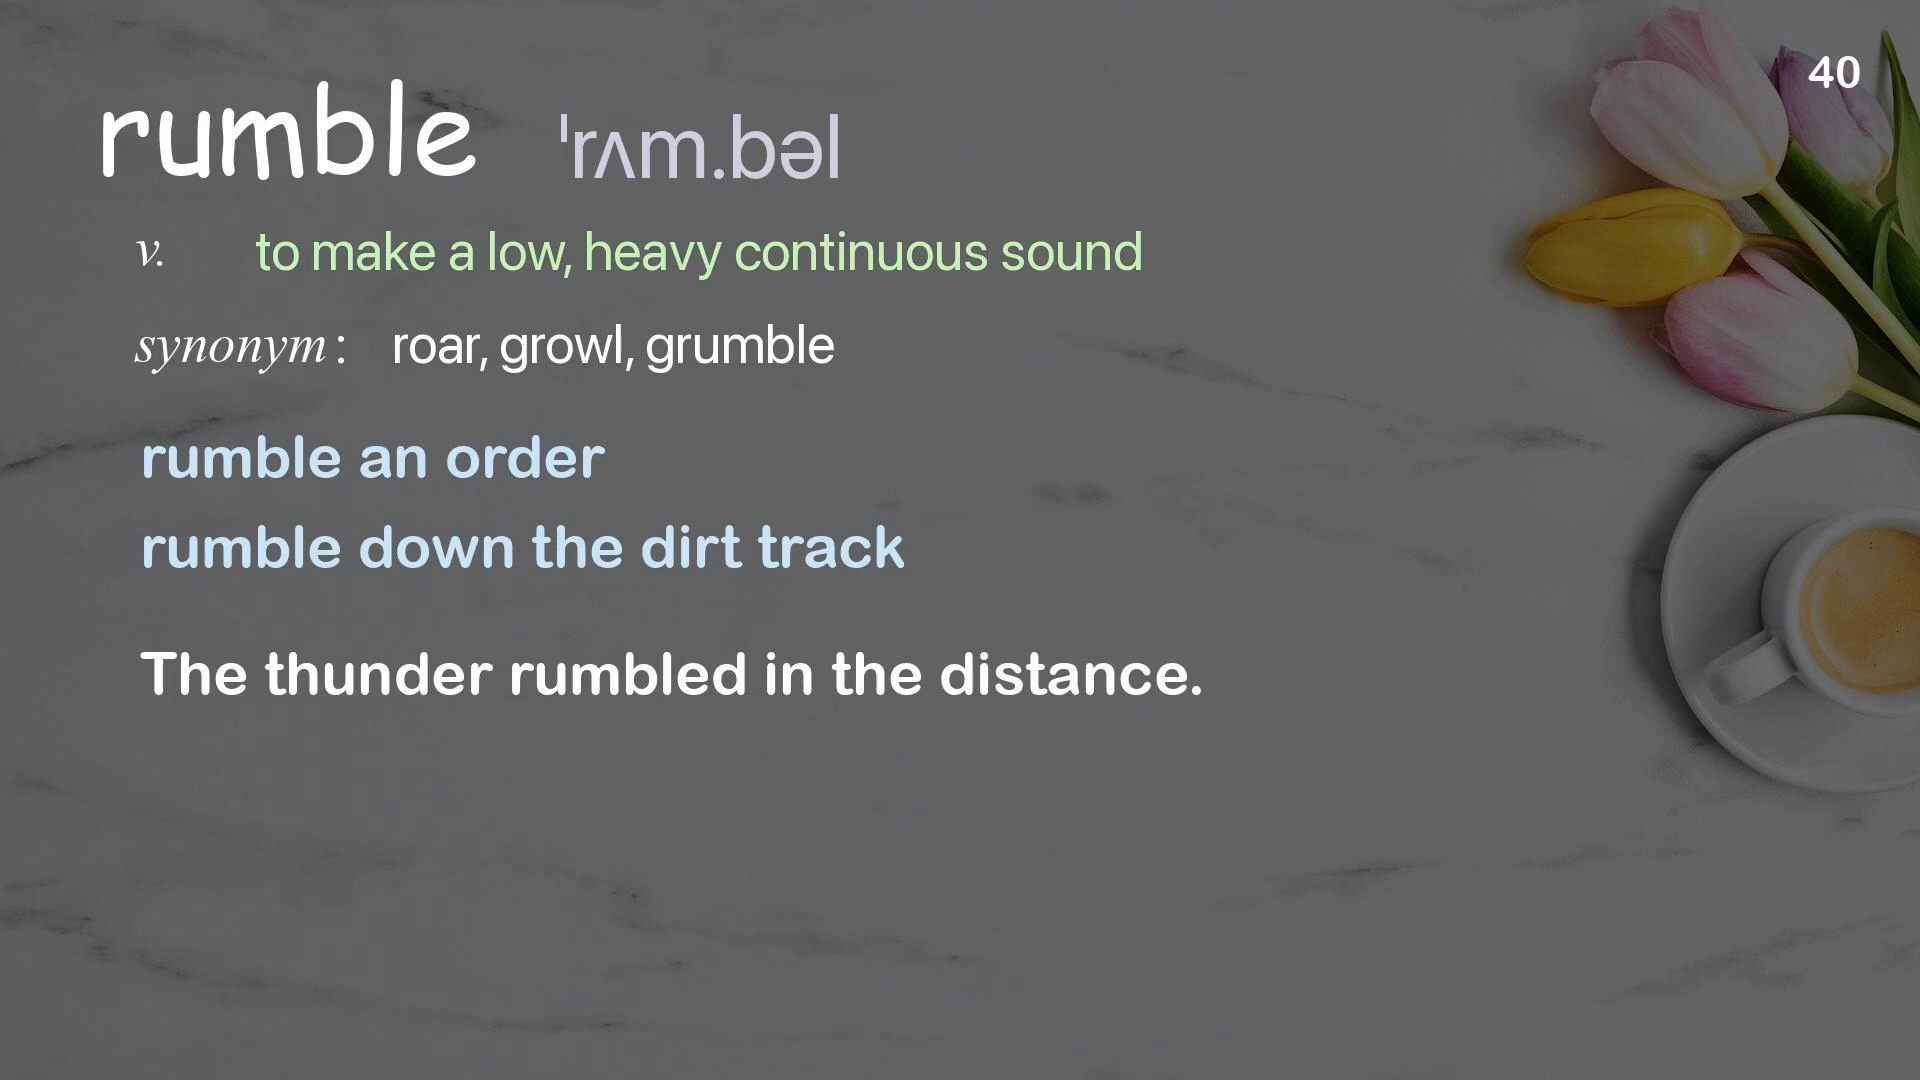 40
rumble ˈrʌm.bəl
v. to make a low, heavy continuous sound
synonym: roar, growl, grumble
rumble an order
rumble down the dirt track
The thunder rumbled in the distance.